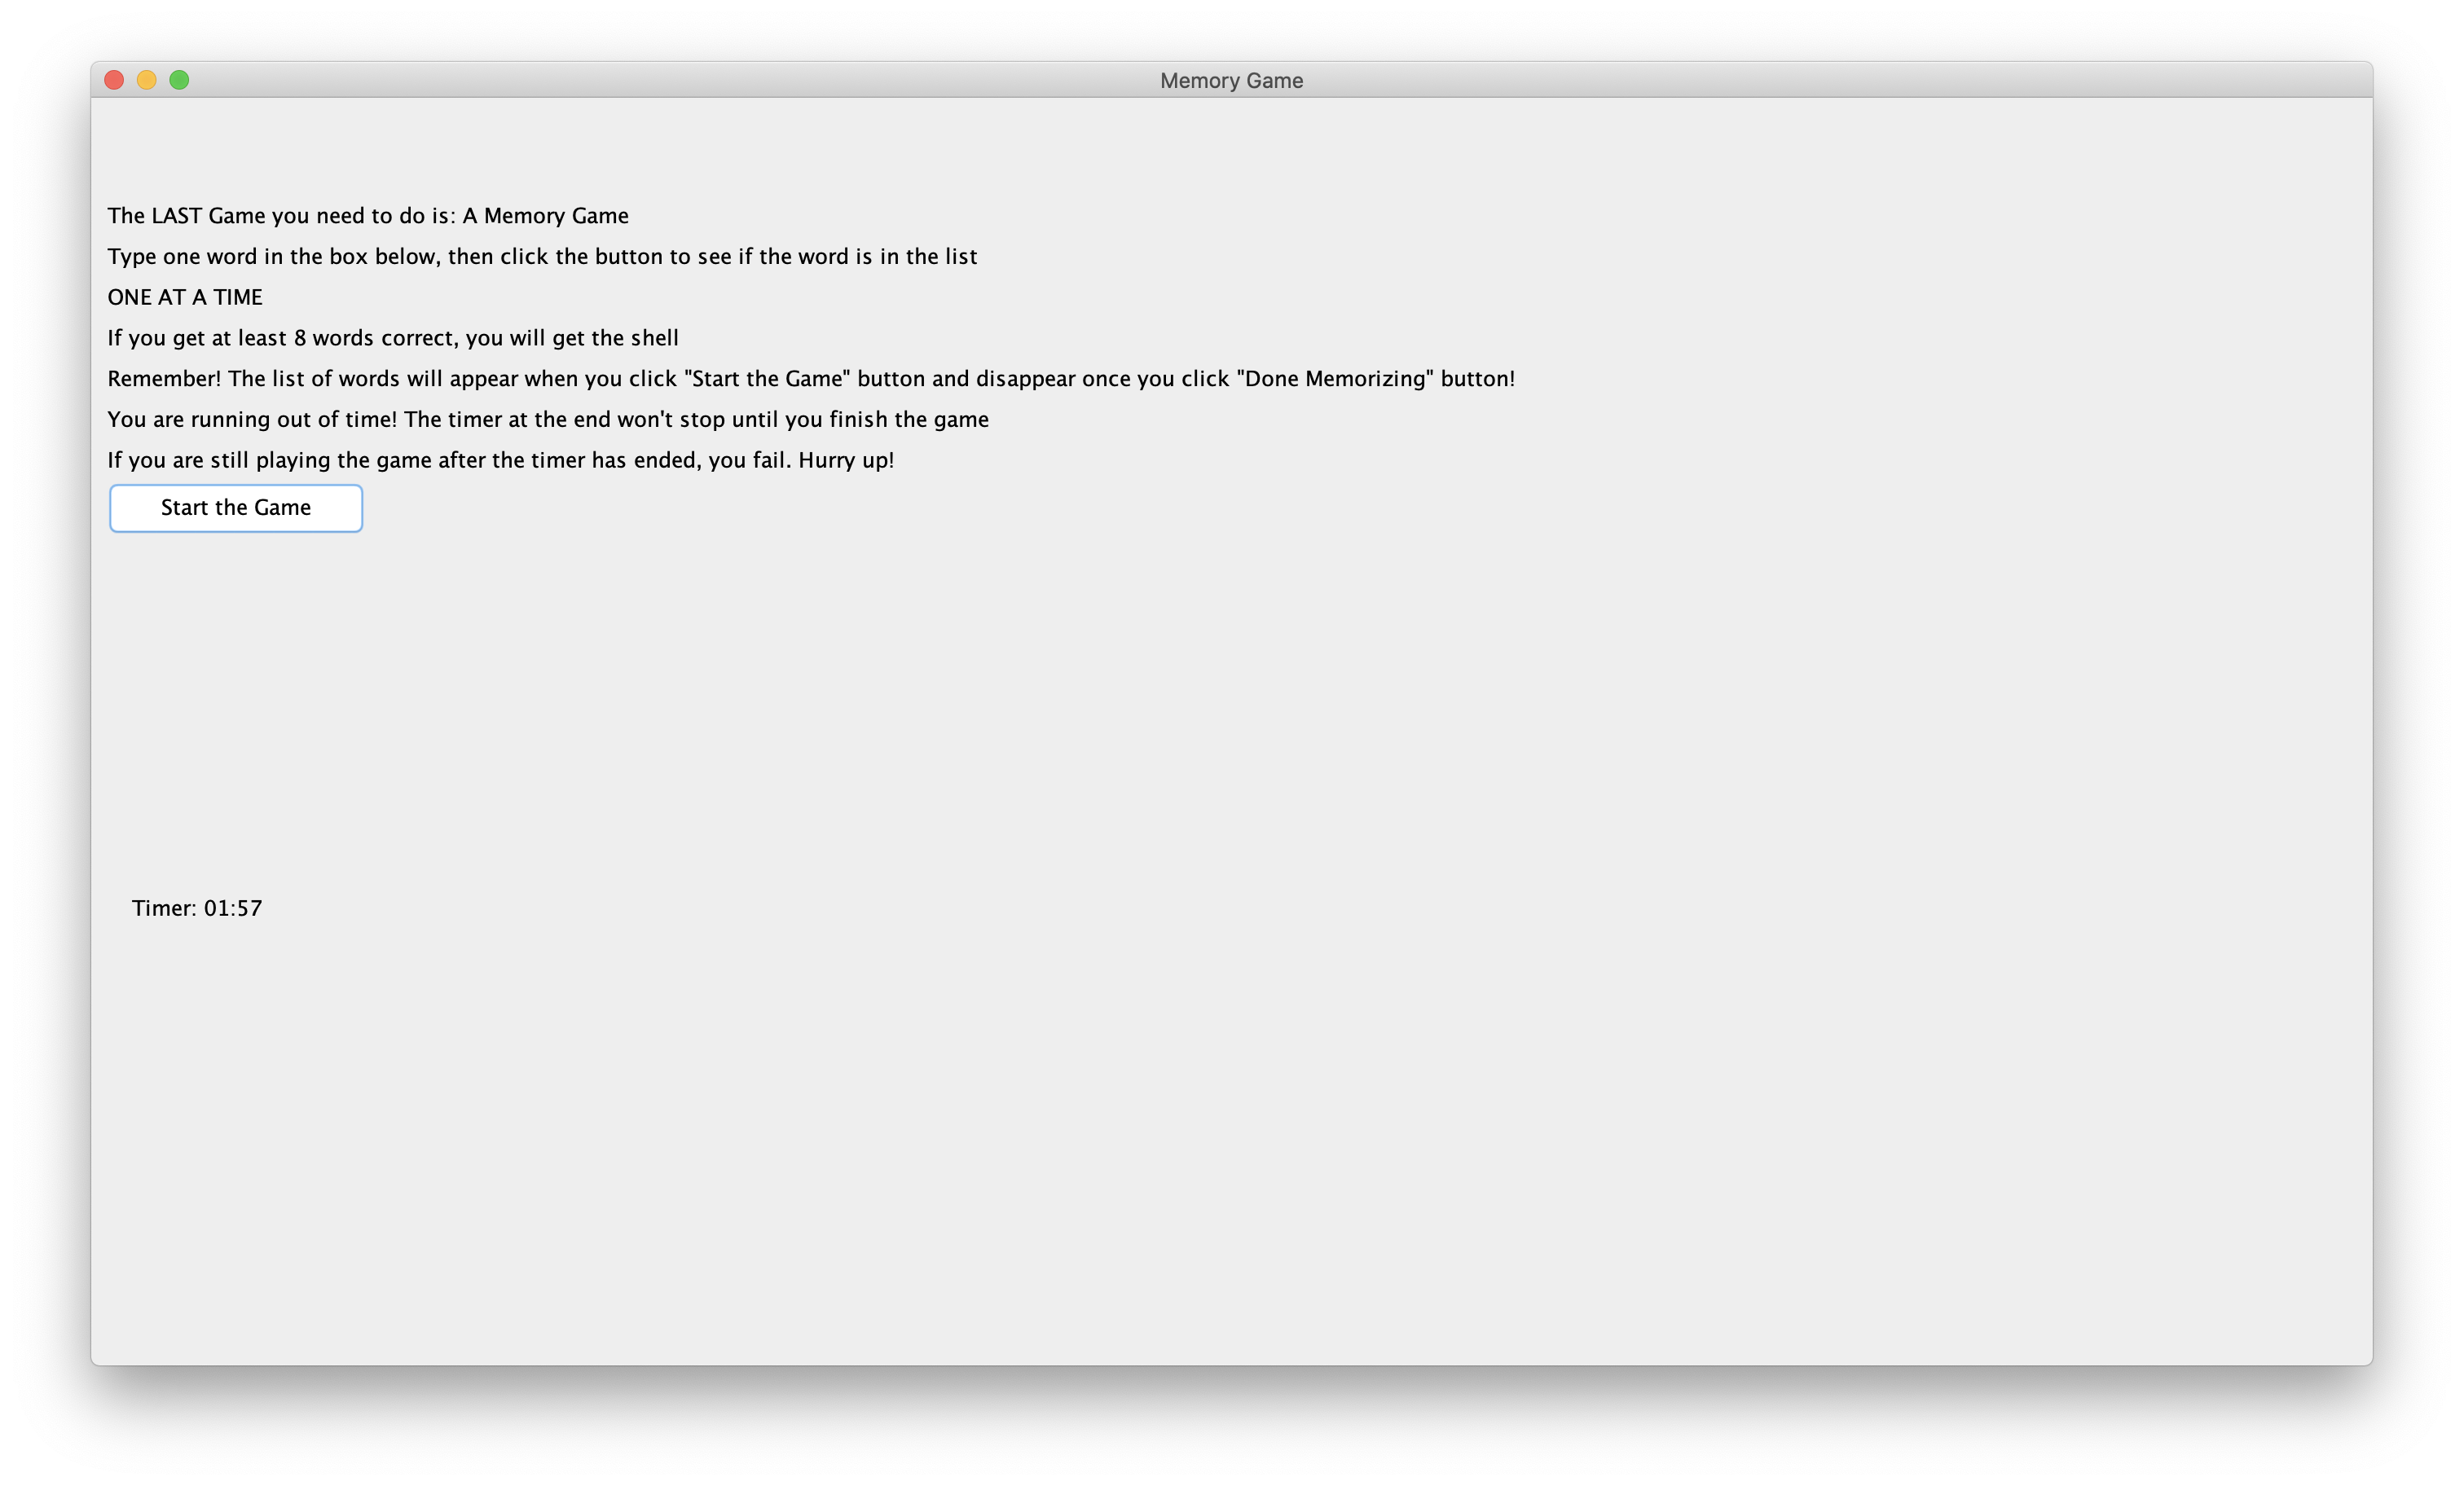 Memory Game
The LAST Game you need to do is: A Memory Game
Type one word in the box below, then click the button to see if the word is in the list
ONE AT A TIME
If you get at least 8 words correct, you will get the shell
Remember! The list of words will appear when you click "Start the Game" button and disappear once you click "Done Memorizing" button!
You are running out of time! The timer at the end won't stop until you finish the game
If you are still playing the game after the timer has ended, you fail. Hurry up!
Start the Game
Timer: 01:57